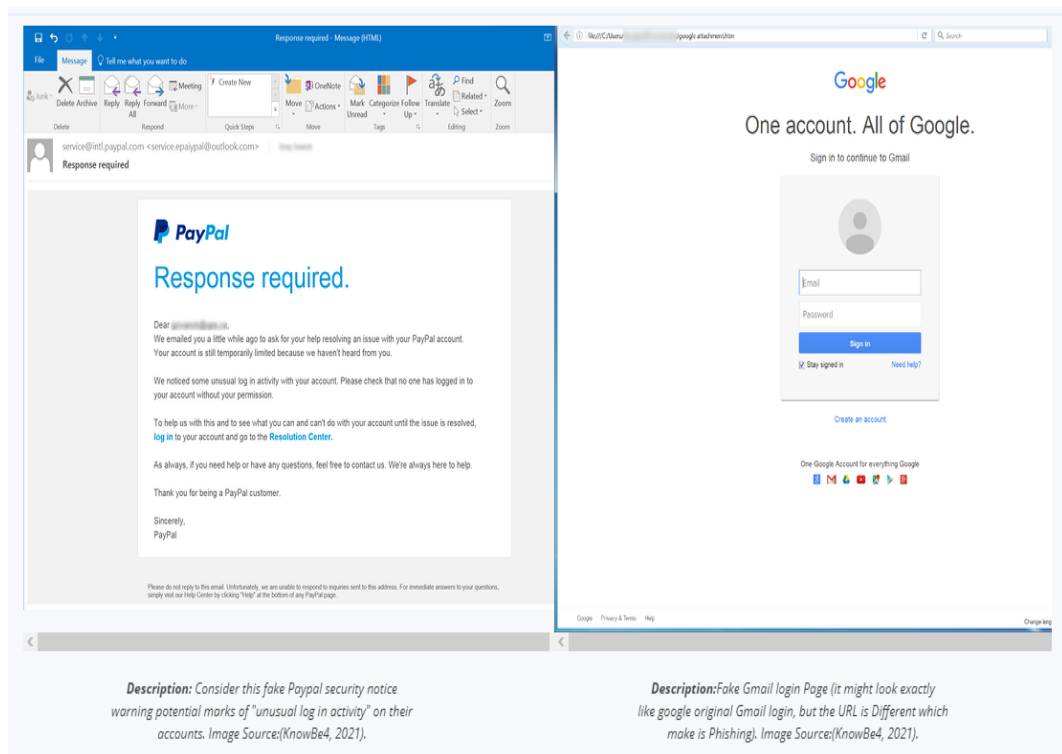 Response required - Message (HTML)
File Message Tell me what you want to do
Junk
Delete Archive
Reply Reply All Forward
Meeting
More
Create New
Move
OneNote
Actions
Mark Unread
Categorize
Follow Up
Translate
Find
Related
Select
Zoom
Delete Respond Quick Steps Move Tags Editing Zoom
service@intl.paypal.com <service.epaiypal@outlook.com>
Response required
PayPal
Response required.
Dear
We emailed you a little while ago to ask for your help resolving an issue with your PayPal account.
Your account is still temporarily limited because we haven't heard from you.
We noticed some unusual log in activity with your account. Please check that no one has logged in to
your account without your permission.
To help us with this and to see what you can and can't do with your account until the issue is resolved,
log in to your account and go to the Resolution Center.
As always, if you need help or have any questions, feel free to contact us. We're always here to help.
Thank you for being a PayPal customer.
Sincerely,
PayPal
Please do not reply to this email. Unfortunately, we are unable to respond to inquiries sent to this address. For immediate answers to your questions,
simply visit our Help Center by clicking "Help" at the bottom of any PayPal page.
Description: Consider this fake Paypal security notice
warning potential marks of "unusual log in activity" on their
accounts. Image Source:(KnowBe4, 2021).
file:///C:/Users/ /google attachment.htm
Search
Google
One account. All of Google.
Sign in to continue to Gmail
Email
Password
Sign in
Stay signed in Need help?
Create an account
One Google Account for everything Google
Google Privacy & Terms Help
Change lang
Description:Fake Gmail login Page (it might look exactly
like google original Gmail login, but the URL is Different which
make is Phishing). Image Source:(KnowBe4, 2021).